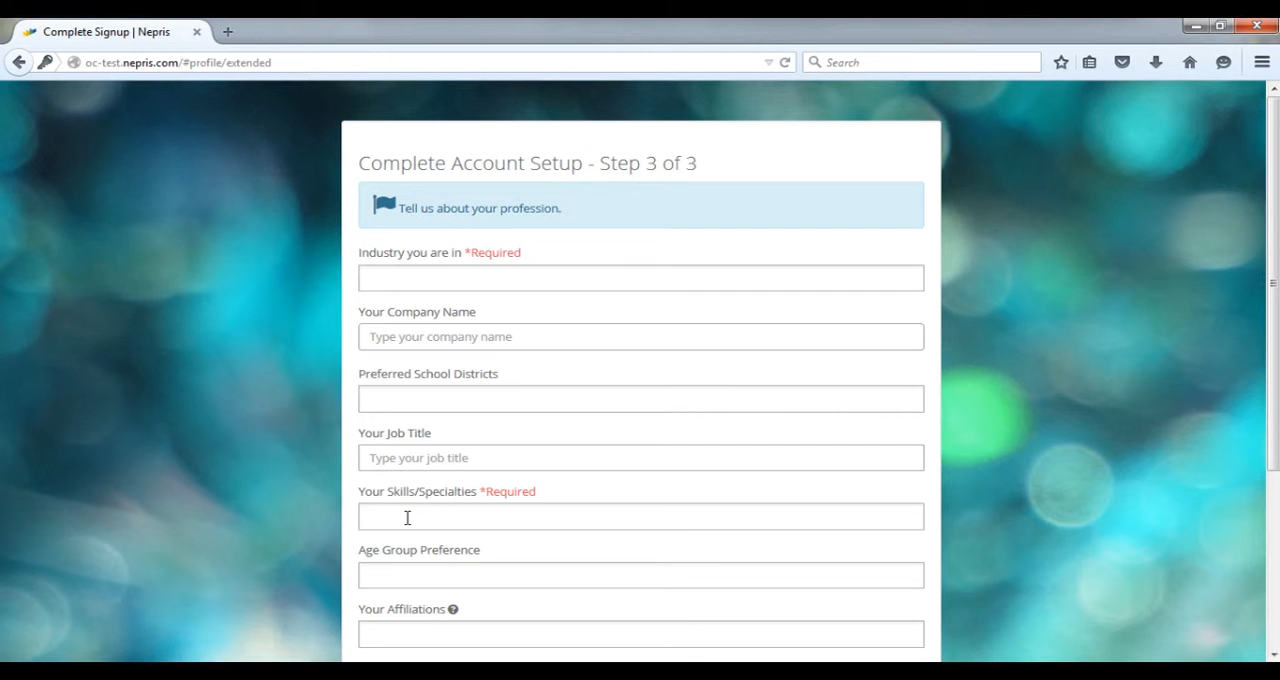 Complete Signup | Nepris
oc-test.nepris.com/#profile/extended
Search
Complete Account Setup - Step 3 of 3
Tell us about your profession.
Industry you are in *Required
Your Company Name
Type your company name
Preferred School Districts
Your Job Title
Type your job title
Your Skills/Specialties *Required
Age Group Preference
Your Affiliations